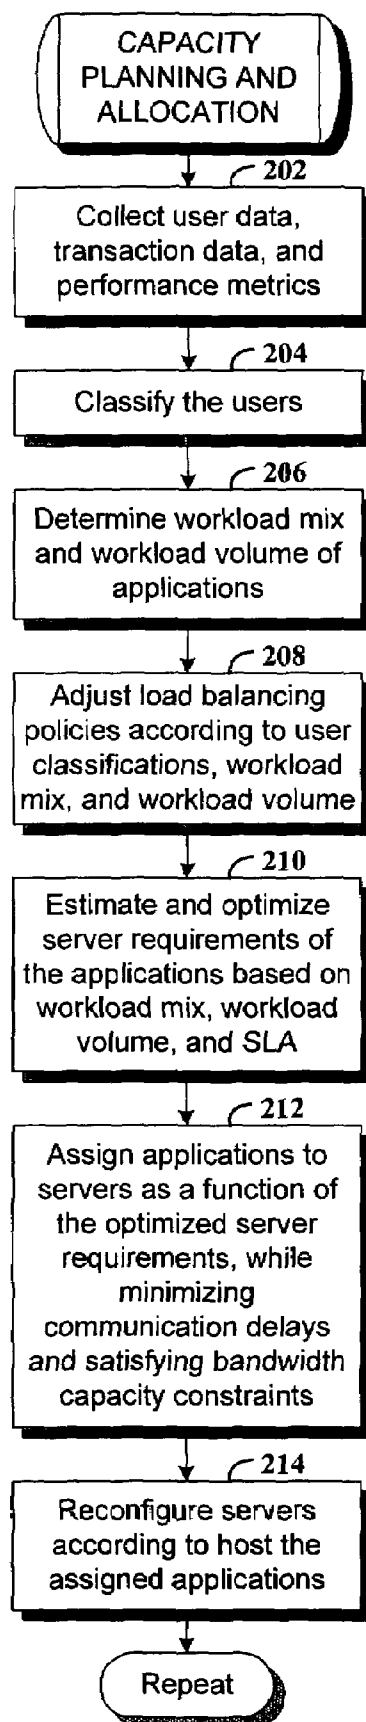 CAPACITY
PLANNING AND
ALLOCATION
202
Collect user data,
transaction data, and
performance metrics
204
Classify the users
206
Determine workload mix
and workload volume of
applications
208
Adjust load balancing
policies according to user
classifications, workload
mix, and workload volume
210
Estimate and optimize
server requirements of
the applications based on
workload mix, workload
volume, and SLA
212
Assign applications to
servers as a function of
the optimized server
requirements, while
minimizing
communication delays
and satisfying bandwidth
capacity constraints
214
Reconfigure servers
according to host the
assigned applications
Repeat